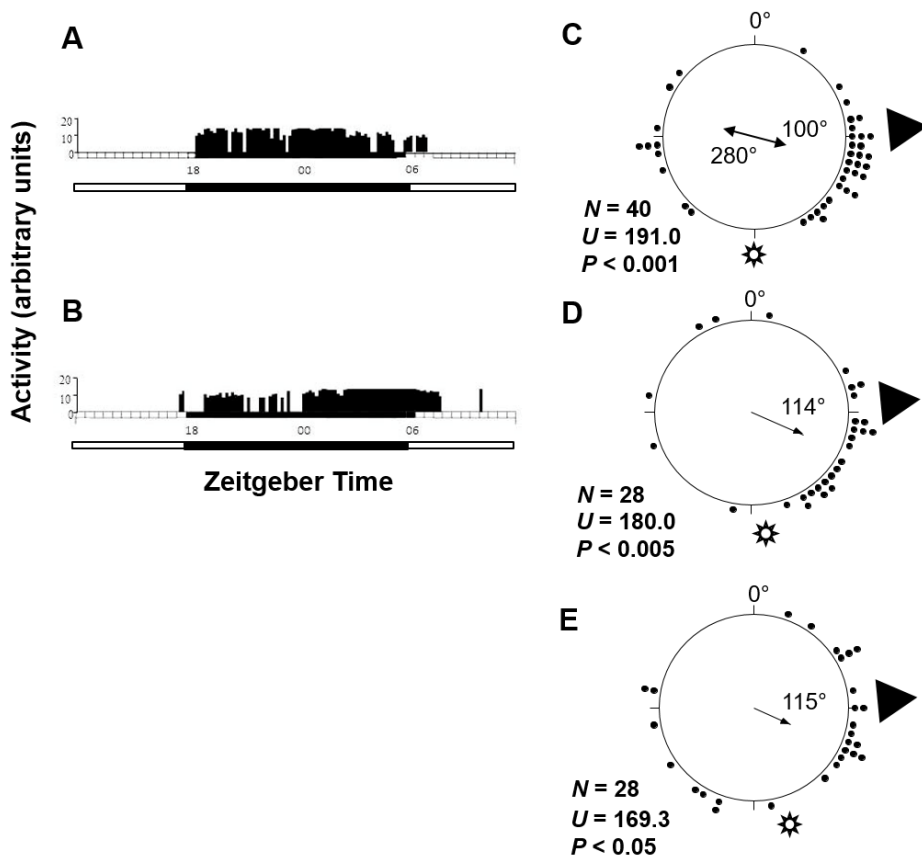 A
Activity (arbitrary units)
20
10
0
18 00 06
B
20
10
0
18 00 06
Zeitgeber Time
C
0°
100°
280°
N = 40
U = 191.0
P < 0.001
D
0°
114°
N = 28
U = 180.0
P < 0.005
E
0°
115°
N = 28
U = 169.3
P < 0.05